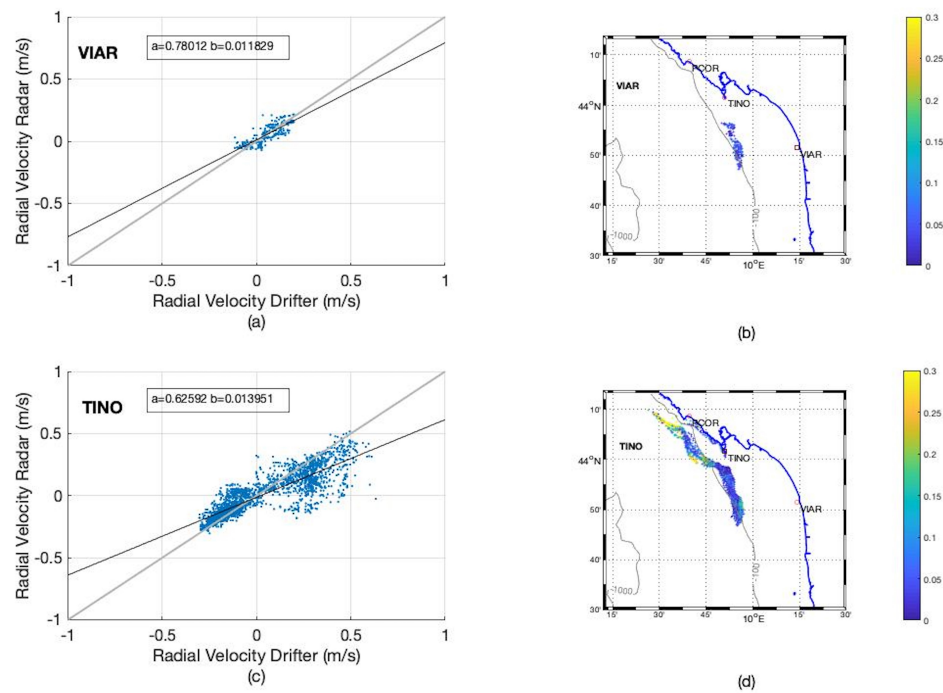 VIAR
a=0.78012 b=0.011829
Radial Velocity Radar (m/s)
1
0.5
0
-0.5
-1
-1 -0.5 0 0.5 1
Radial Velocity Drifter (m/s)
(a)
VIAR
10'
44°N
50'
40'
30'
PCOR
TINO
VIAR
-100
-1000
15' 30' 45' 10°E 15' 30'
0.3
0.25
0.2
0.15
0.1
0.05
0
(b)
TINO
a=0.62592 b=0.013951
Radial Velocity Radar (m/s)
1
0.5
0
-0.5
-1
-1 -0.5 0 0.5 1
Radial Velocity Drifter (m/s)
(c)
TINO
10'
44°N
50'
40'
30'
PCOR
TINO
VIAR
-100
-1000
15' 30' 45' 10°E 15' 30'
0.3
0.25
0.2
0.15
0.1
0.05
0
(d)